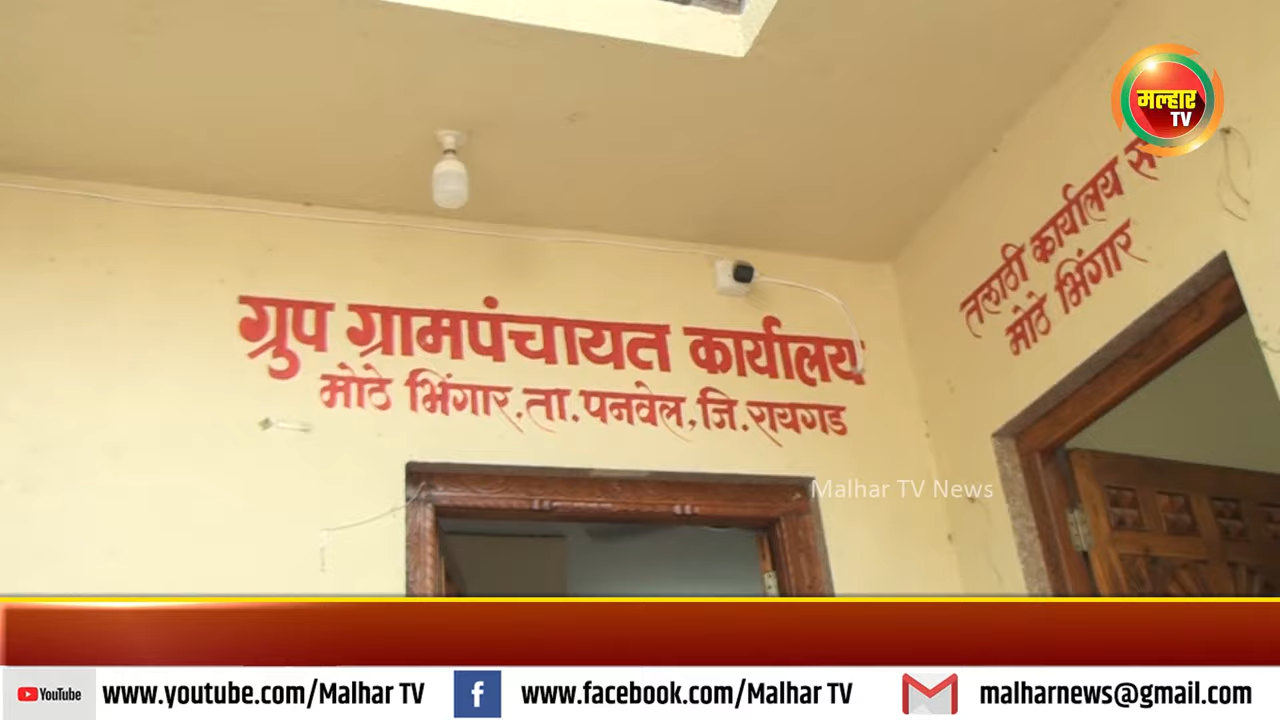 मल्हार
TV
ग्रुप ग्रामपंचायत कार्यालय
मोठे भिंगार. ता. पनवेल, जि. रायगड
तलाठी कार्यालय
मोठे भिंगार
Malhar TV News
YouTube
www.youtube.com/Malhar TV
www.facebook.com/Malhar TV
malharnews@gmail.com